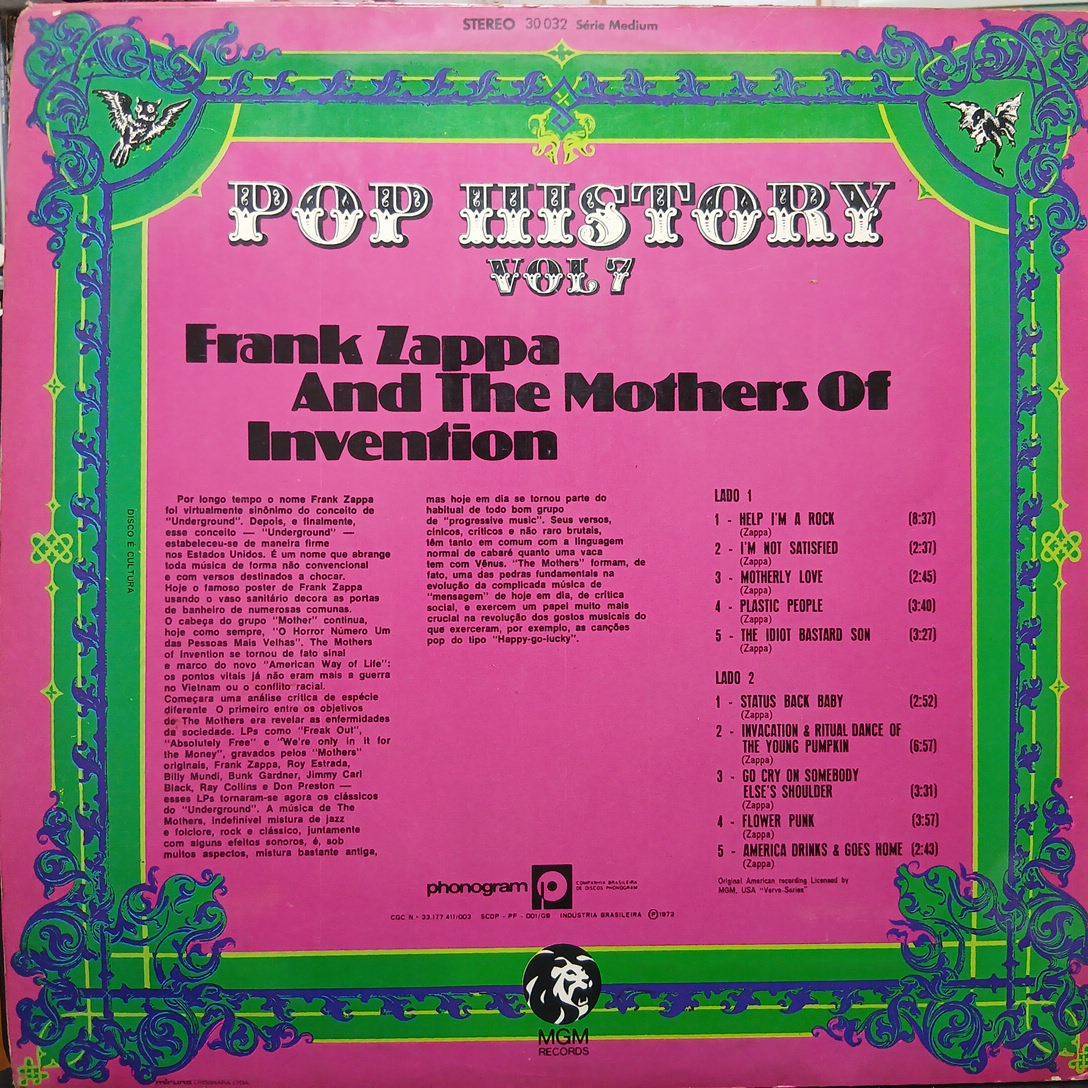 STEREO 30 032 Série Medium
POP HISTORY
VOL 7
Frank Zappa
And The Mothers Of
Invention
DISCO É CULTURA
Por longo tempo o nome Frank Zappa
foi virtualmente sinônimo do conceito de
"Underground". Depois, e finalmente,
esse conceito — "Underground" —
estabeleceu-se de maneira firme
nos Estados Unidos. É um nome que abrange
toda música de forma não convencional
e com versos destinados a chocar.
Hoje o famoso poster de Frank Zappa
usando o vaso sanitário decora as portas
de banheiro de numerosas comunas.
O cabeça do grupo "Mother" continua,
hoje como sempre, "O Horror Número Um
das Pessoas Mais Velhas". The Mothers
of Invention se tornou de fato sinal
e marco do novo "American Way of Life":
os pontos vitais já não eram mais a guerra
no Vietnam ou o conflito racial.
Começara uma análise crítica de espécie
diferente O primeiro entre os objetivos
de The Mothers era revelar as enfermidades
da sociedade. LPs como "Freak Out",
"Absolutely Free" e "We're only in it for
the Money", gravados pelos "Mothers"
originais, Frank Zappa, Roy Estrada,
Billy Mundi, Bunk Gardner, Jimmy Carl
Black, Ray Collins e Don Preston —
esses LPs tornaram-se agora os clássicos
do "Underground". A música de The
Mothers, indefinível mistura de jazz
e folclore, rock e clássico, juntamente
com alguns efeitos sonoros, é, sob
muitos aspectos, mistura bastante antiga,
mas hoje em dia se tornou parte do
habitual de todo bom grupo
de "progressive music". Seus versos,
cínicos, críticos e não raro brutais,
têm tanto em comum com a linguagem
normal de cabaré quanto uma vaca
tem com Vênus. "The Mothers" formam, de
fato, uma das pedras fundamentais na
evolução da complicada música de
"mensagem" de hoje em dia, de crítica
social, e exercem um papel muito mais
crucial na revolução dos gostos musicais do
que exerceram, por exemplo, as canções
pop do tipo "Happy-go-lucky".
LADO 1
1 - HELP I'M A ROCK (8:37)
(Zappa)
2 - I'M NOT SATISFIED (2:37)
(Zappa)
3 - MOTHERLY LOVE (2:45)
(Zappa)
4 - PLASTIC PEOPLE (3:40)
(Zappa)
5 - THE IDIOT BASTARD SON (3:27)
(Zappa)
LADO 2
1 - STATUS BACK BABY (2:52)
(Zappa)
2 - INVACATION & RITUAL DANCE OF
THE YOUNG PUMPKIN (6:57)
(Zappa)
3 - GO CRY ON SOMEBODY
ELSE'S SHOULDER (3:31)
(Zappa)
4 - FLOWER PUNK (3:57)
(Zappa)
5 - AMERICA DRINKS & GOES HOME (2:43)
(Zappa)
Original American recording Licensed by
MGM, USA "Verve-Series"
phonogram
COMPANHIA BRASILEIRA
DE DISCOS PHONOGRAM
CGC N.º 33.177 411/003 SCDP - PF - 001/GB INDÚSTRIA BRASILEIRA Ⓟ1972
MGM
RECORDS